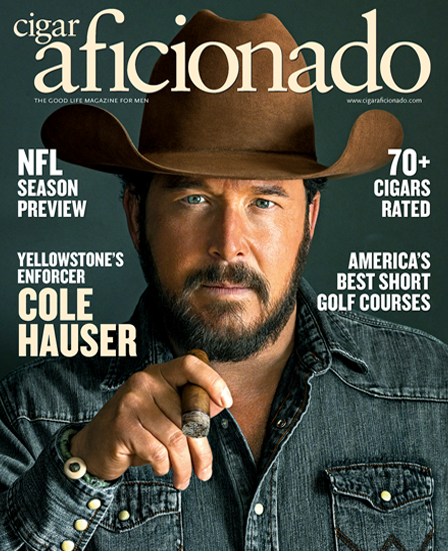 cigar
aficionado
THE GOOD LIFE MAGAZINE FOR MEN
www.cigaraficionado.com
NFL
SEASON
PREVIEW
70+
CIGARS
RATED
YELLOWSTONE'S
ENFORCER
COLE
HAUSER
AMERICA'S
BEST SHORT
GOLF COURSES